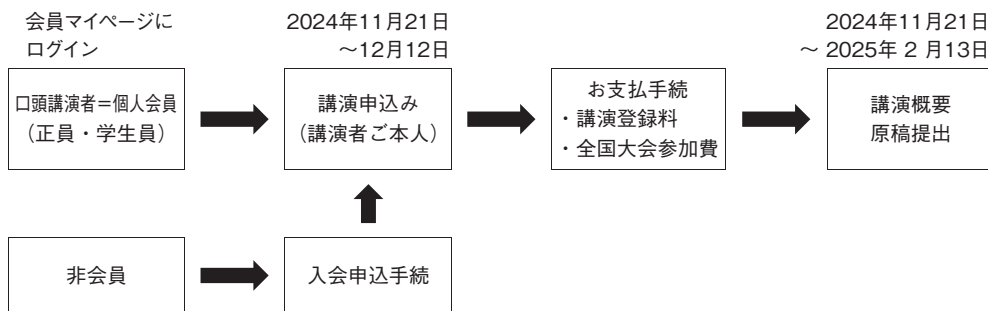 会員マイページに
ログイン
2024年11月21日
～12月12日
2024年11月21日
～ 2025年 2 月13日
口頭講演者＝個人会員
（正員・学生員）
講演申込み
（講演者ご本人）
お支払手続
・講演登録料
・全国大会参加費
講演概要
原稿提出
非会員
入会申込手続